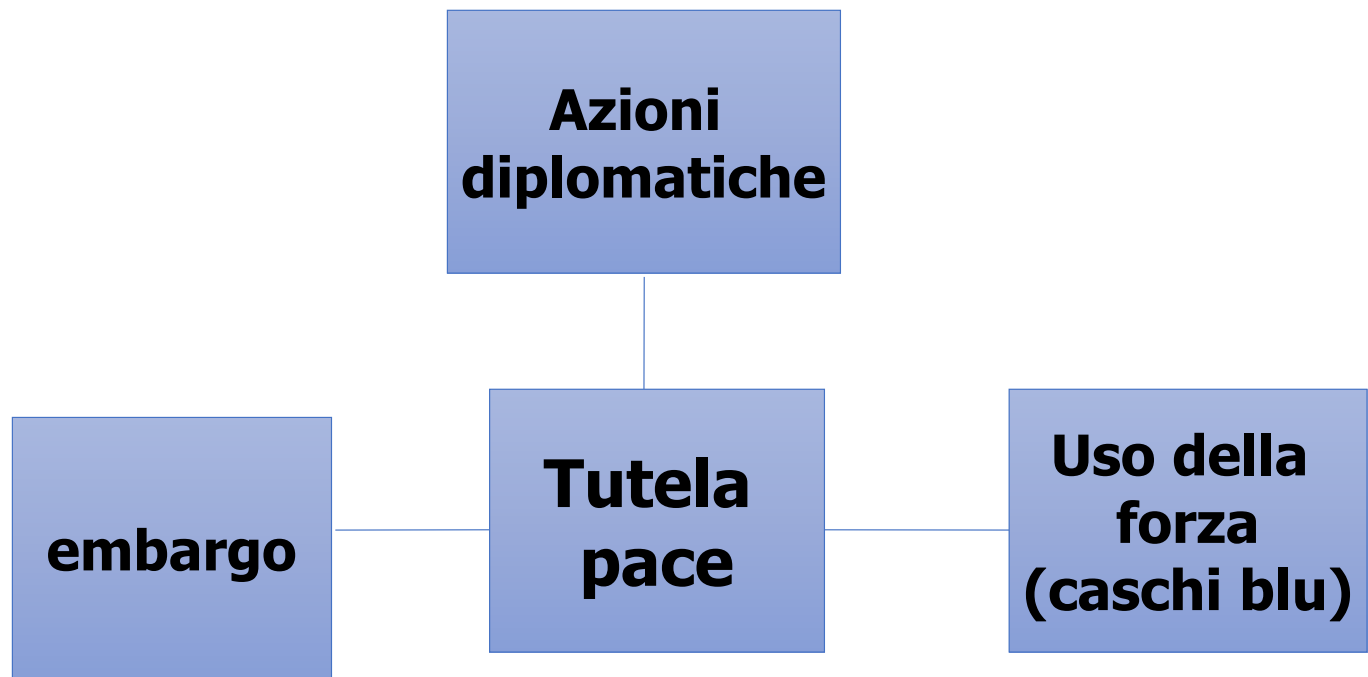 Azioni
diplomatiche
embargo
Tutela
pace
Uso della
forza
(caschi blu)